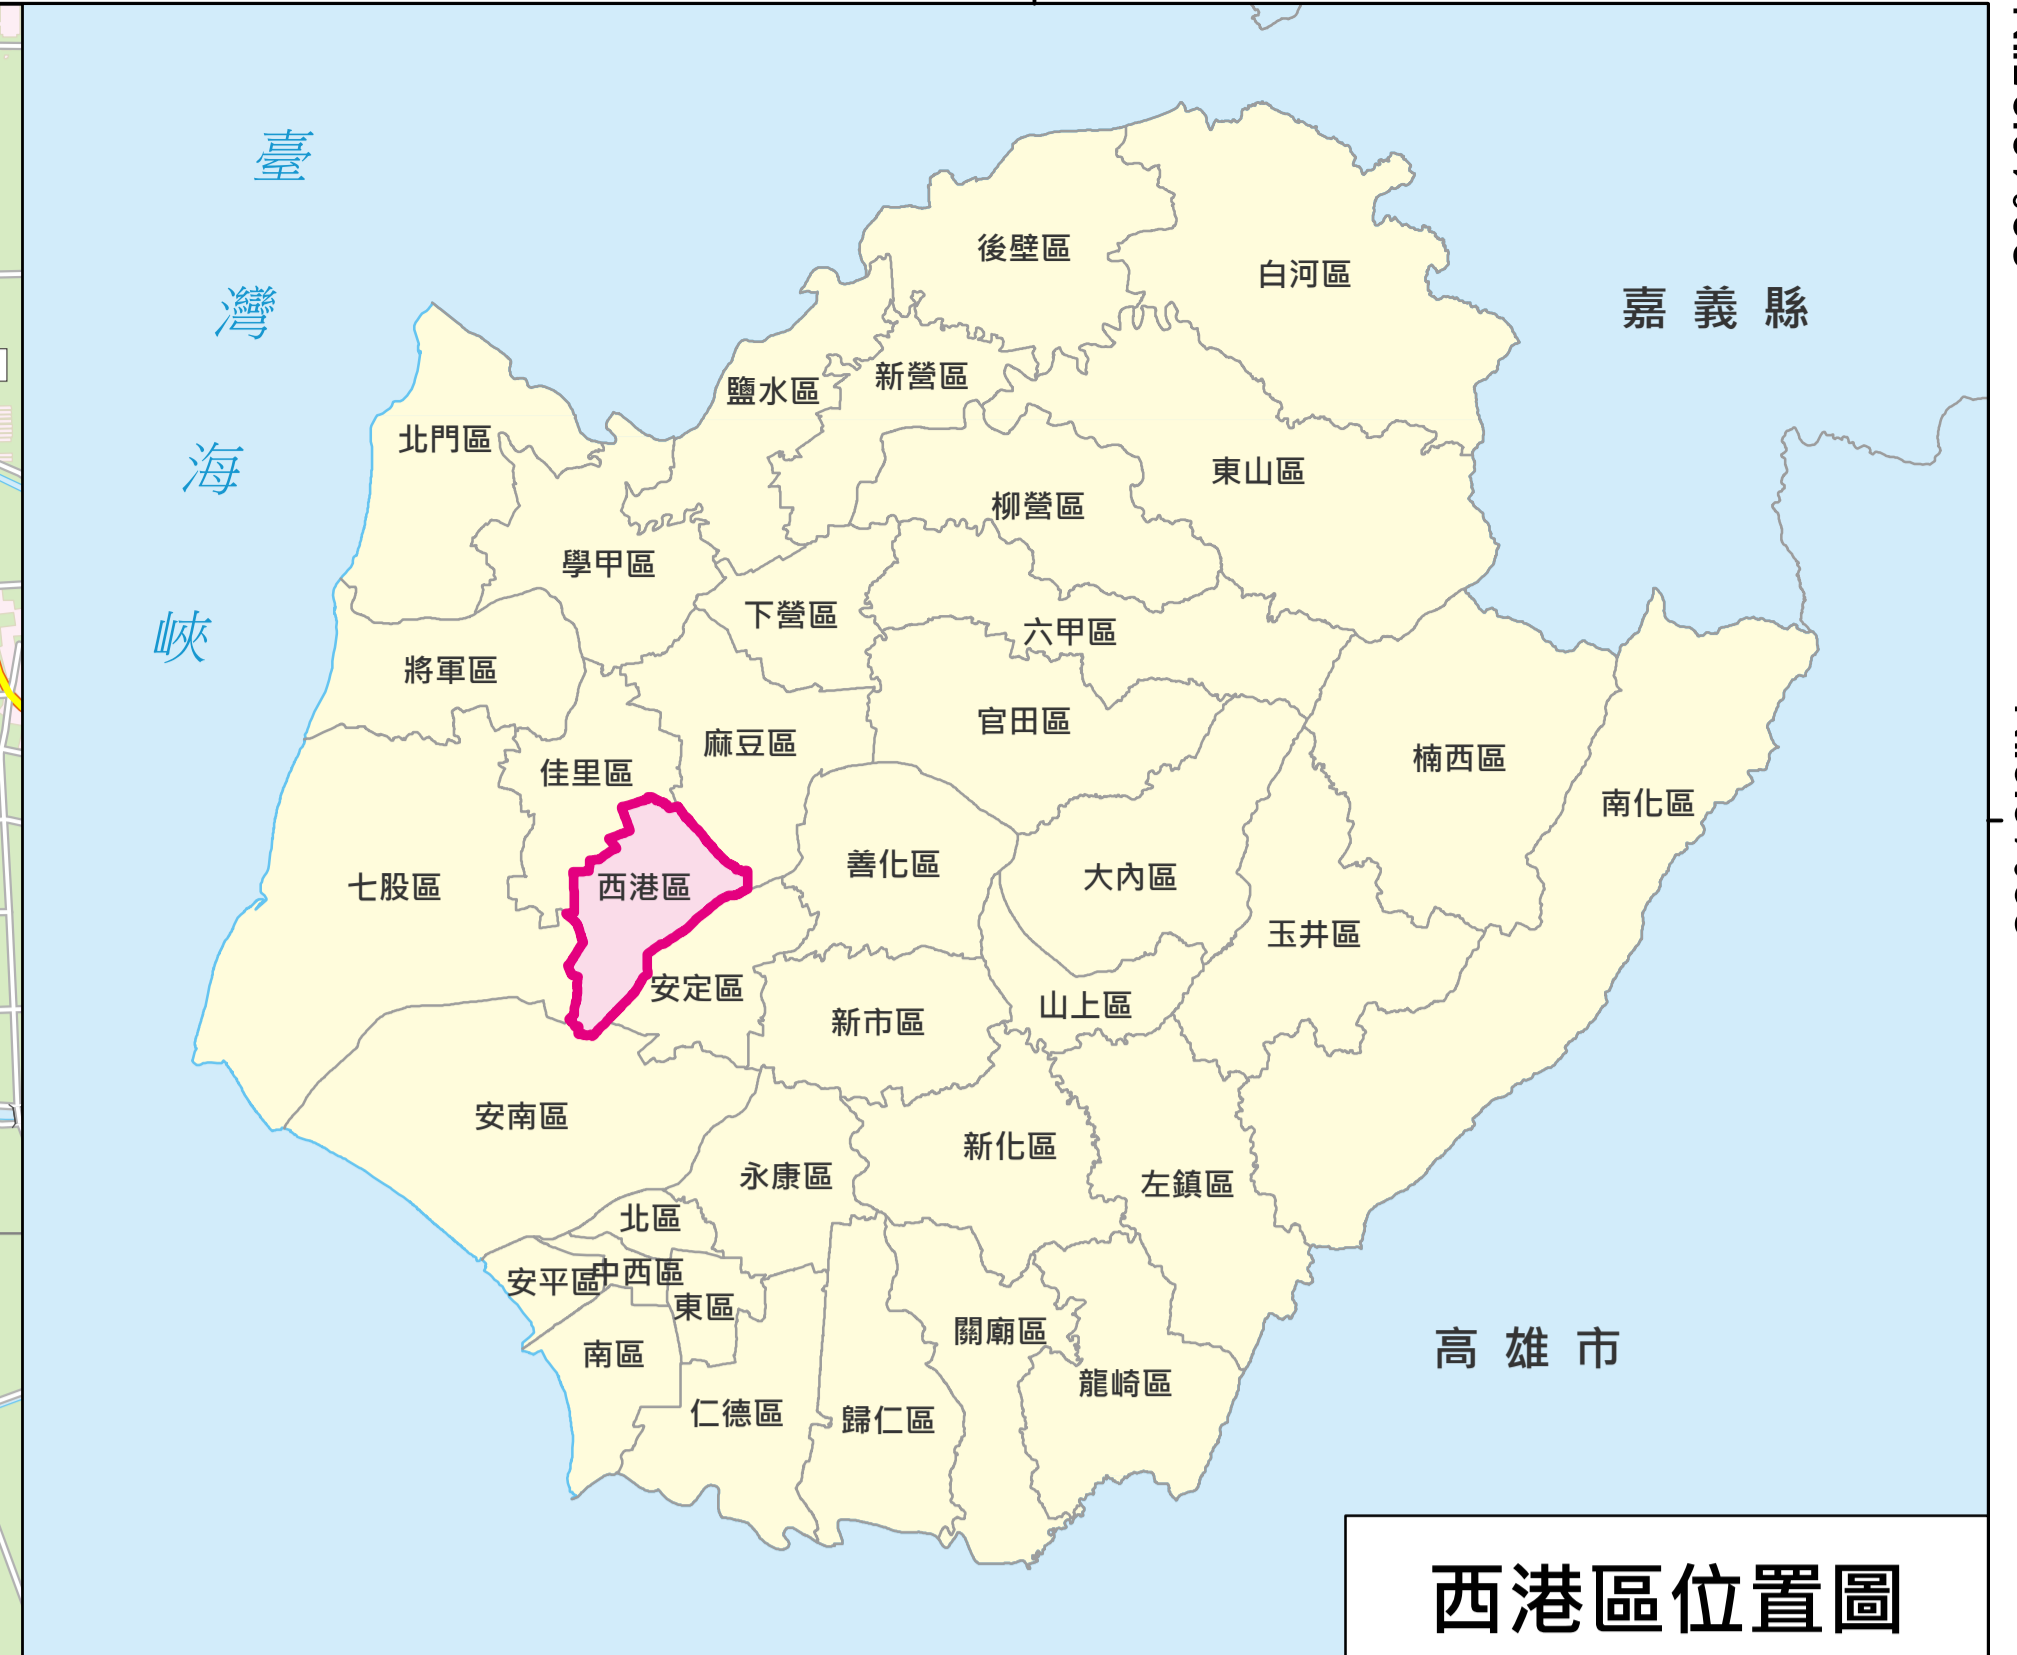 臺灣海峽
嘉義縣
高雄市
後壁區
白河區
鹽水區
新營區
北門區
東山區
柳營區
學甲區
下營區
六甲區
將軍區
官田區
麻豆區
楠西區
佳里區
南化區
七股區
西港區
善化區
大內區
玉井區
安定區
山上區
新市區
安南區
新化區
永康區
左鎮區
北區
中西區
安平區
東區
關廟區
南區
龍崎區
仁德區
歸仁區
西港區位置圖